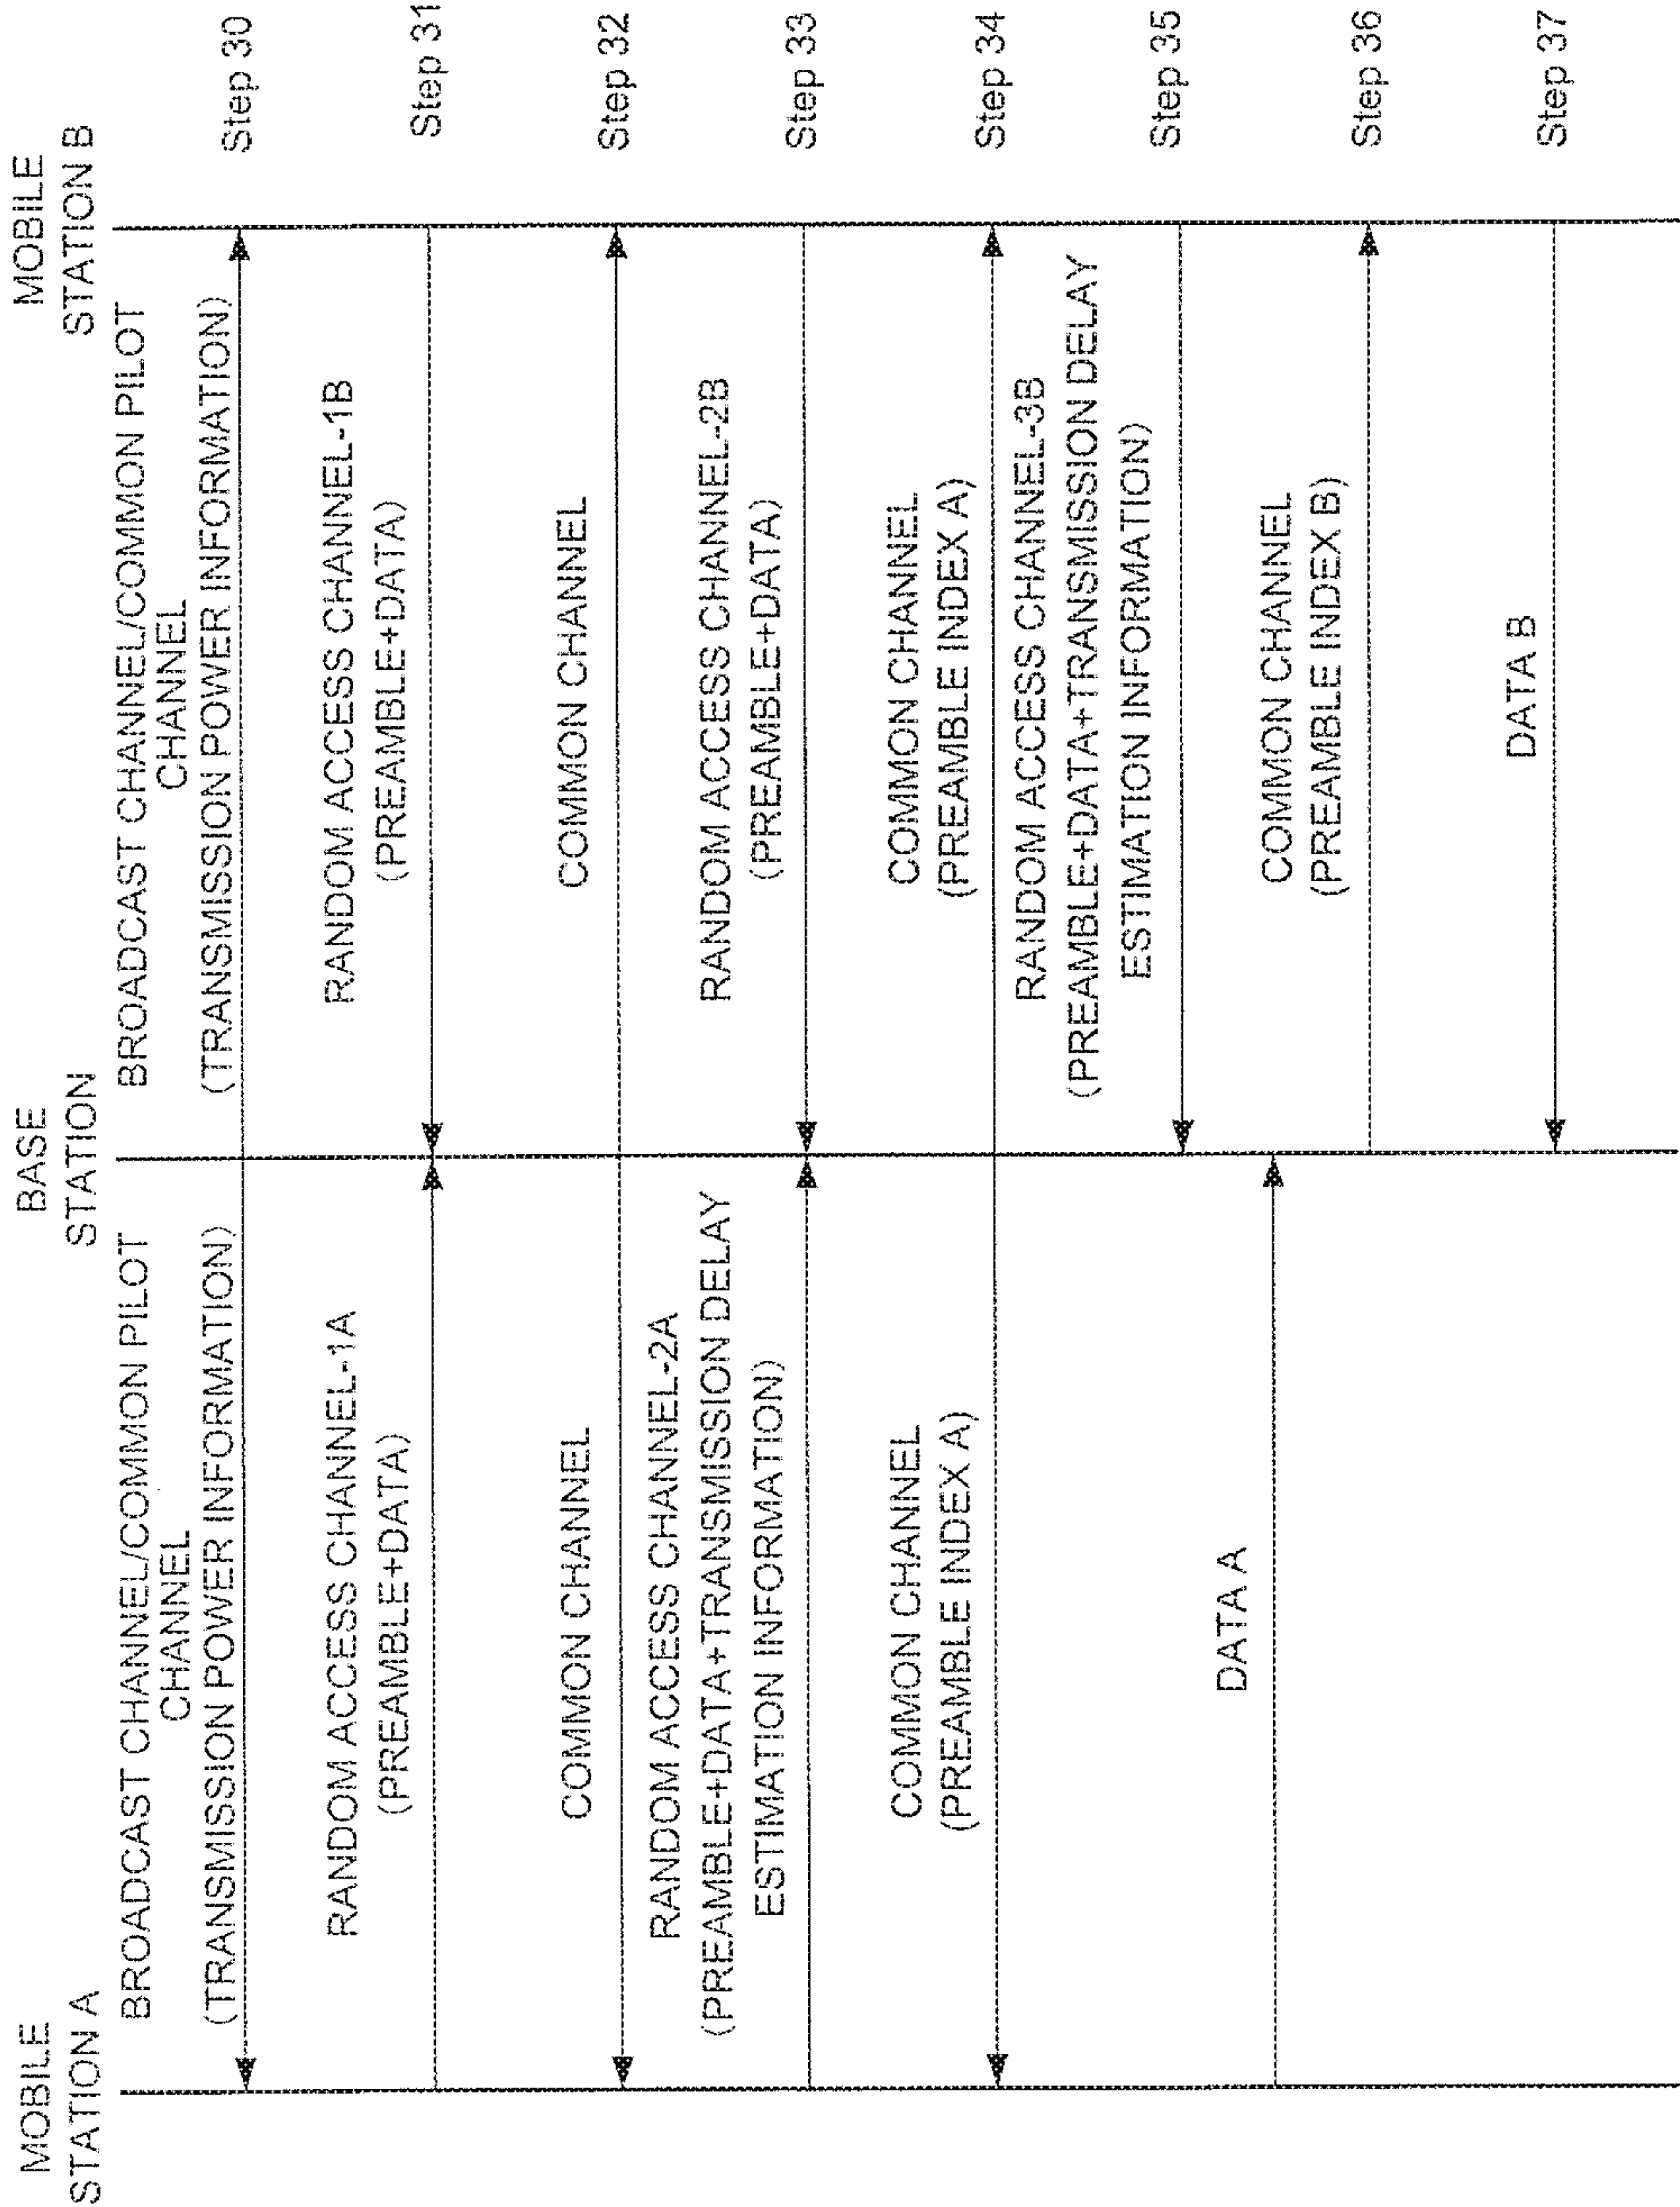 MOBILE
STATION A
BASE
STATION
MOBILE
STATION B
BROADCAST CHANNEL/COMMON PILOT
CHANNEL
(TRANSMISSION POWER INFORMATION)
BROADCAST CHANNEL/COMMON PILOT
CHANNEL
(TRANSMISSION POWER INFORMATION)
Step 30
RANDOM ACCESS CHANNEL-1A
(PREAMBLE+DATA)
RANDOM ACCESS CHANNEL-1B
(PREAMBLE+DATA)
Step 31
COMMON CHANNEL
COMMON CHANNEL
Step 32
RANDOM ACCESS CHANNEL-2A
(PREAMBLE+DATA+TRANSMISSION DELAY
ESTIMATION INFORMATION)
RANDOM ACCESS CHANNEL-2B
(PREAMBLE+DATA)
Step 33
COMMON CHANNEL
(PREAMBLE INDEX A)
COMMON CHANNEL
(PREAMBLE INDEX A)
Step 34
RANDOM ACCESS CHANNEL-3B
(PREAMBLE+DATA+TRANSMISSION DELAY
ESTIMATION INFORMATION)
Step 35
DATA A
COMMON CHANNEL
(PREAMBLE INDEX B)
Step 36
DATA B
Step 37